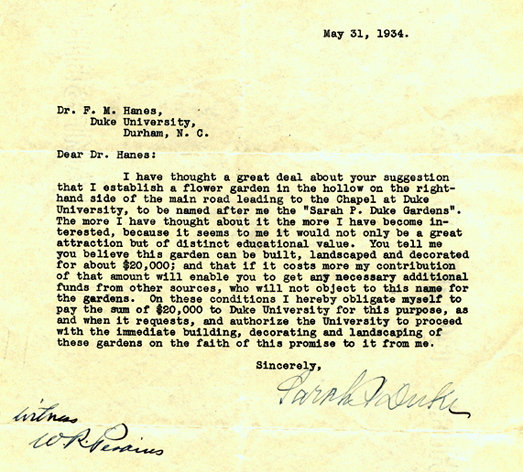 May 31, 1934.
Dr. F. M. Hanes,
Duke University,
Durham, N. C.
Dear Dr. Hanes:
I have thought a great deal about your suggestion
that I establish a flower garden in the hollow on the right-
hand side of the main road leading to the Chapel at Duke
University, to be named after me the "Sarah P. Duke Gardens".
The more I have thought about it the more I have become in-
terested, because it seems to me it would not only be a great
attraction but of distinct educational value. You tell me
you believe this garden can be built, landscaped and decorated
for about $20,000; and that if it costs more my contribution
of that amount will enable you to get any necessary additional
funds from other sources, who will not object to this name for
the gardens. On these conditions I hereby obligate myself to
pay the sum of $20,000 to Duke University for this purpose, as
and when it requests, and authorize the University to proceed
with the immediate building, decorating and landscaping of
these gardens on the faith of this promise to it from me.
Sincerely,
Sarah P Duke
Witness
W. R. Perkins